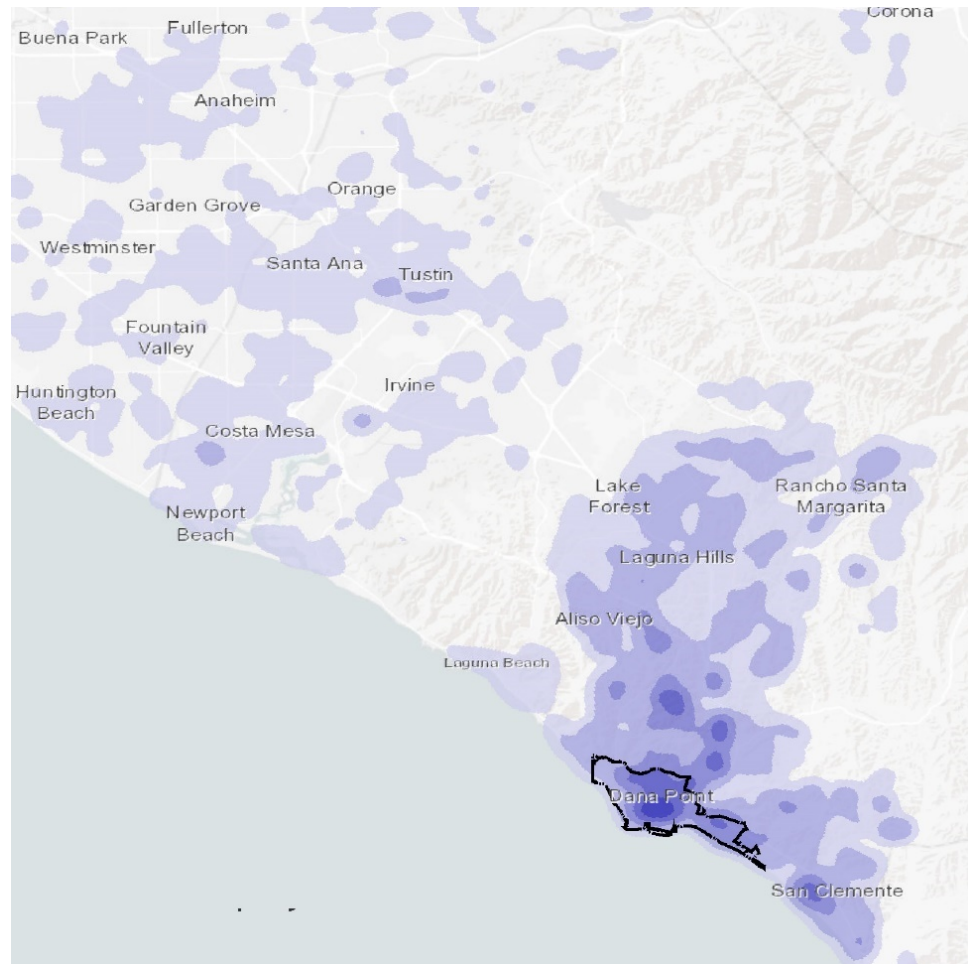 Corona
Fullerton
Buena Park
Anaheim
Orange
Garden Grove
Westminster
Santa Ana
Tustin
Fountain
Valley
Irvine
Huntington
Beach
Costa Mesa
Lake
Forest
Rancho Santa
Margarita
Newport
Beach
Laguna Hills
Aliso Viejo
Laguna Beach
Dana Point
San Clemente